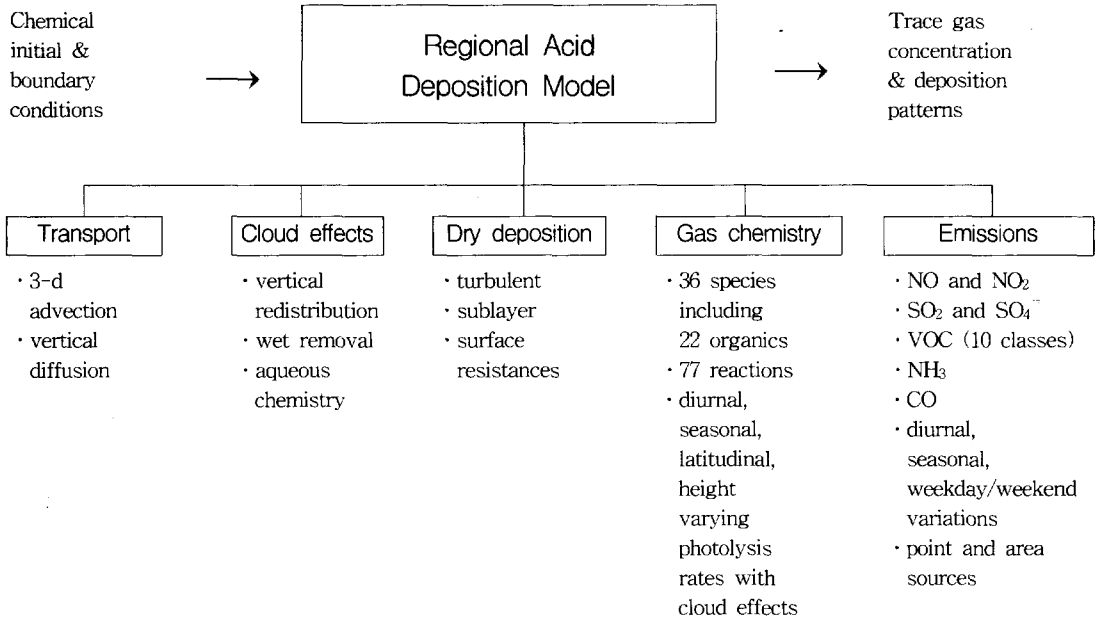 Chemical
initial &
boundary
conditions
→
Regional Acid
Deposition Model
→
Trace gas
concentration
& deposition
patterns
Transport
· 3-d
advection
· vertical
diffusion
Cloud effects
· vertical
redistribution
· wet removal
· aqueous
chemistry
Dry deposition
· turbulent
· sublayer
· surface
resistances
Gas chemistry
· 36 species
including
22 organics
· 77 reactions
· diurnal,
seasonal,
latitudinal,
height
varying
photolysis
rates with
cloud effects
Emissions
· NO and NO₂
· SO₂ and SO₄⁻
· VOC (10 classes)
· NH₃
· CO
· diurnal,
seasonal,
weekday/weekend
variations
· point and area
sources